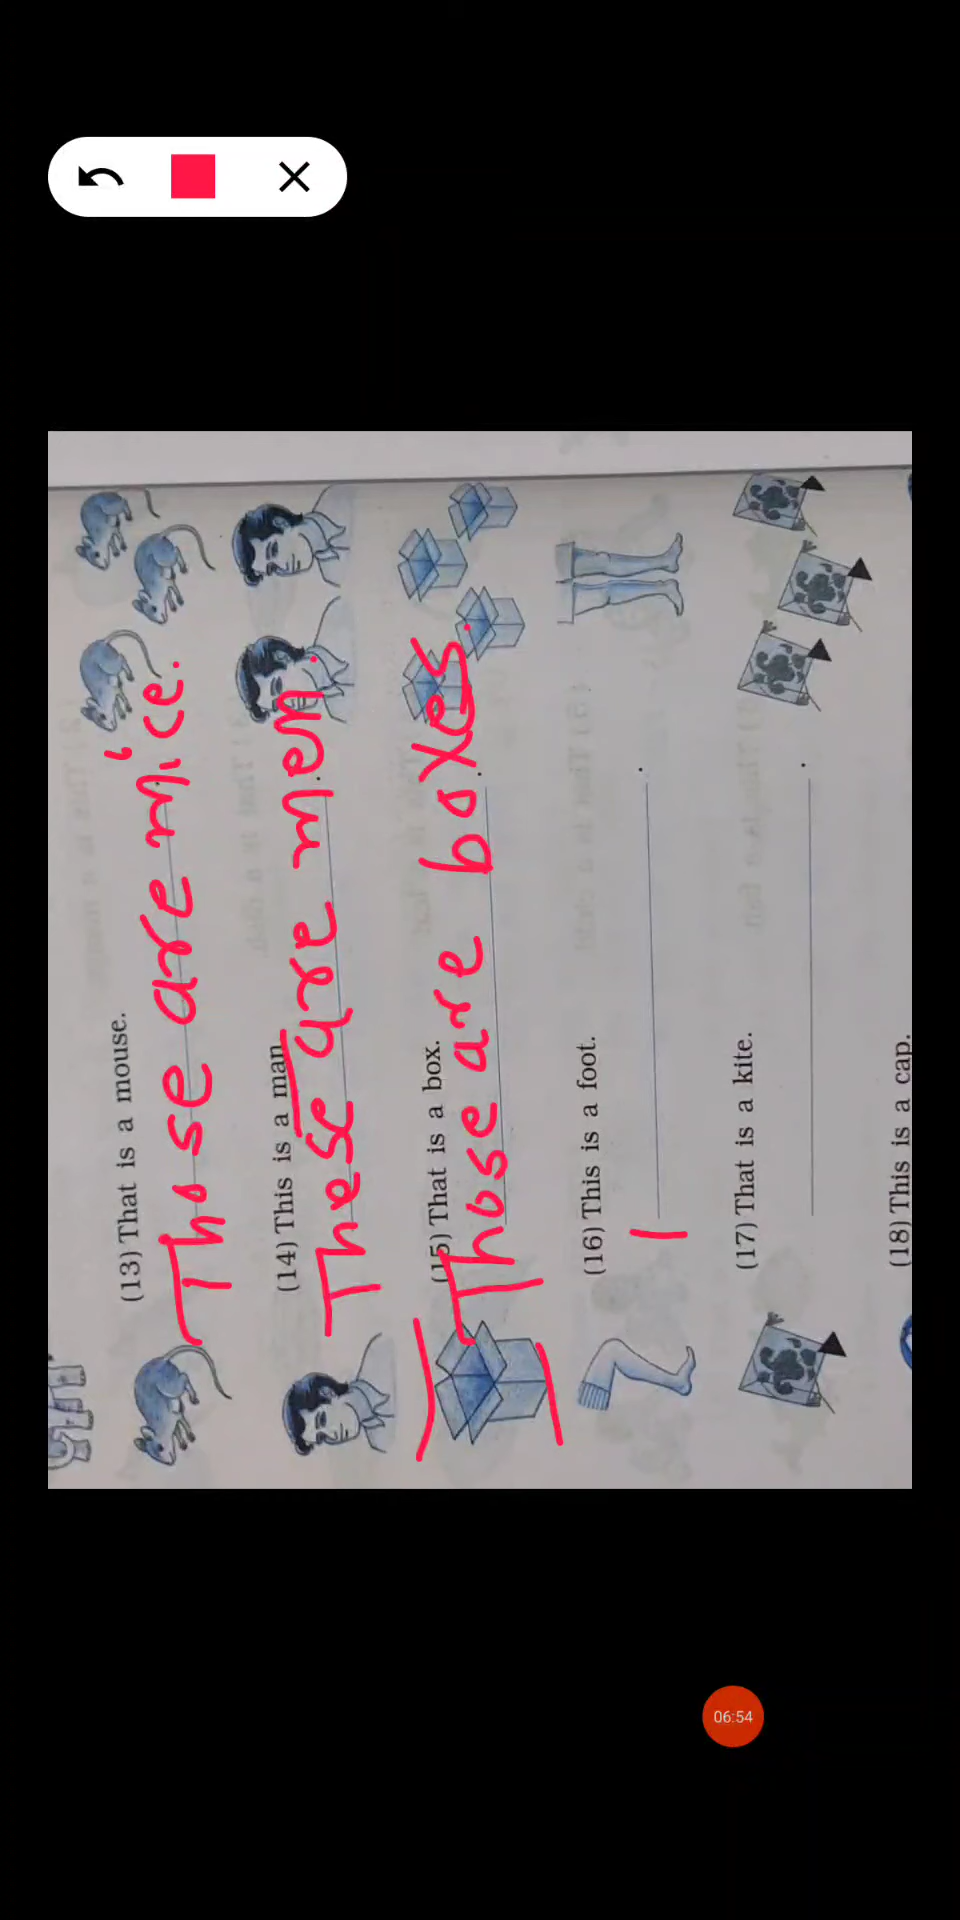 (13) That is a mouse.
Those are mice.
(14) This is a man.
These are men.
(15) That is a box.
Those are boxes.
(16) This is a foot.
(17) That is a kite.
(18) This is a cap.
06:54